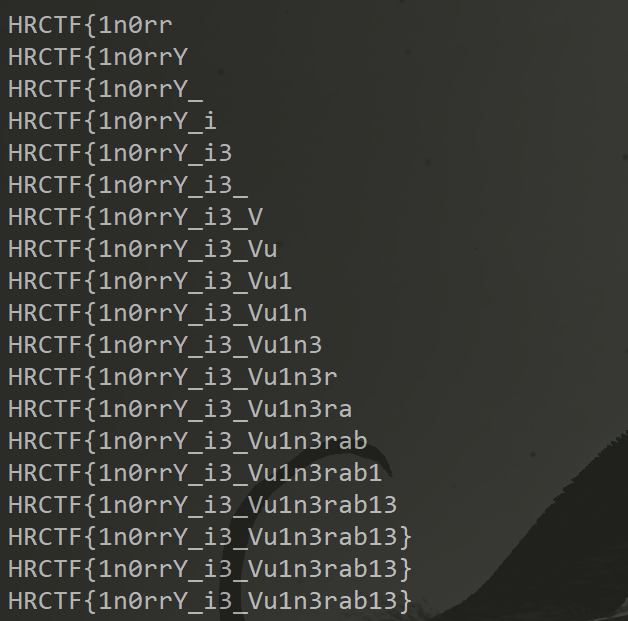 HRCTF{1n0rr
HRCTF{1n0rrY
HRCTF{1n0rrY_
HRCTF{1n0rrY_i
HRCTF{1n0rrY_i3
HRCTF{1n0rrY_i3_
HRCTF{1n0rrY_i3_V
HRCTF{1n0rrY_i3_Vu
HRCTF{1n0rrY_i3_Vu1
HRCTF{1n0rrY_i3_Vu1n
HRCTF{1n0rrY_i3_Vu1n3
HRCTF{1n0rrY_i3_Vu1n3r
HRCTF{1n0rrY_i3_Vu1n3ra
HRCTF{1n0rrY_i3_Vu1n3rab
HRCTF{1n0rrY_i3_Vu1n3rab1
HRCTF{1n0rrY_i3_Vu1n3rab13
HRCTF{1n0rrY_i3_Vu1n3rab13}
HRCTF{1n0rrY_i3_Vu1n3rab13}
HRCTF{1n0rrY_i3_Vu1n3rab13}